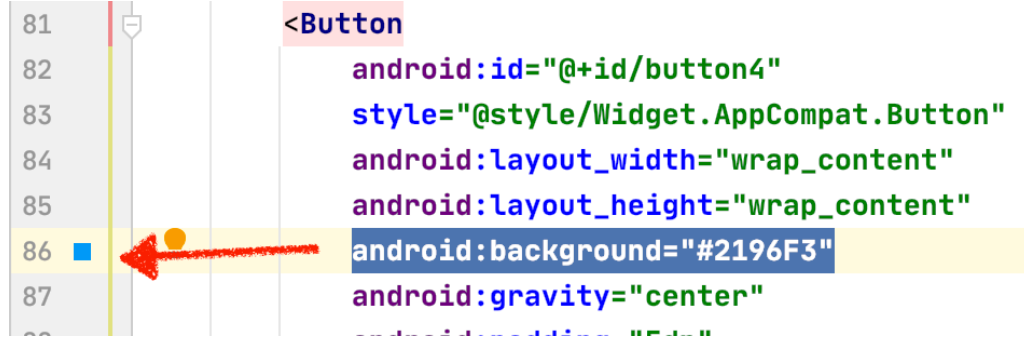 81 <Button
82 android:id="@+id/button4"
83 style="@style/Widget.AppCompat.Button"
84 android:layout_width="wrap_content"
85 android:layout_height="wrap_content"
86 android:background="#2196F3"
87 android:gravity="center"